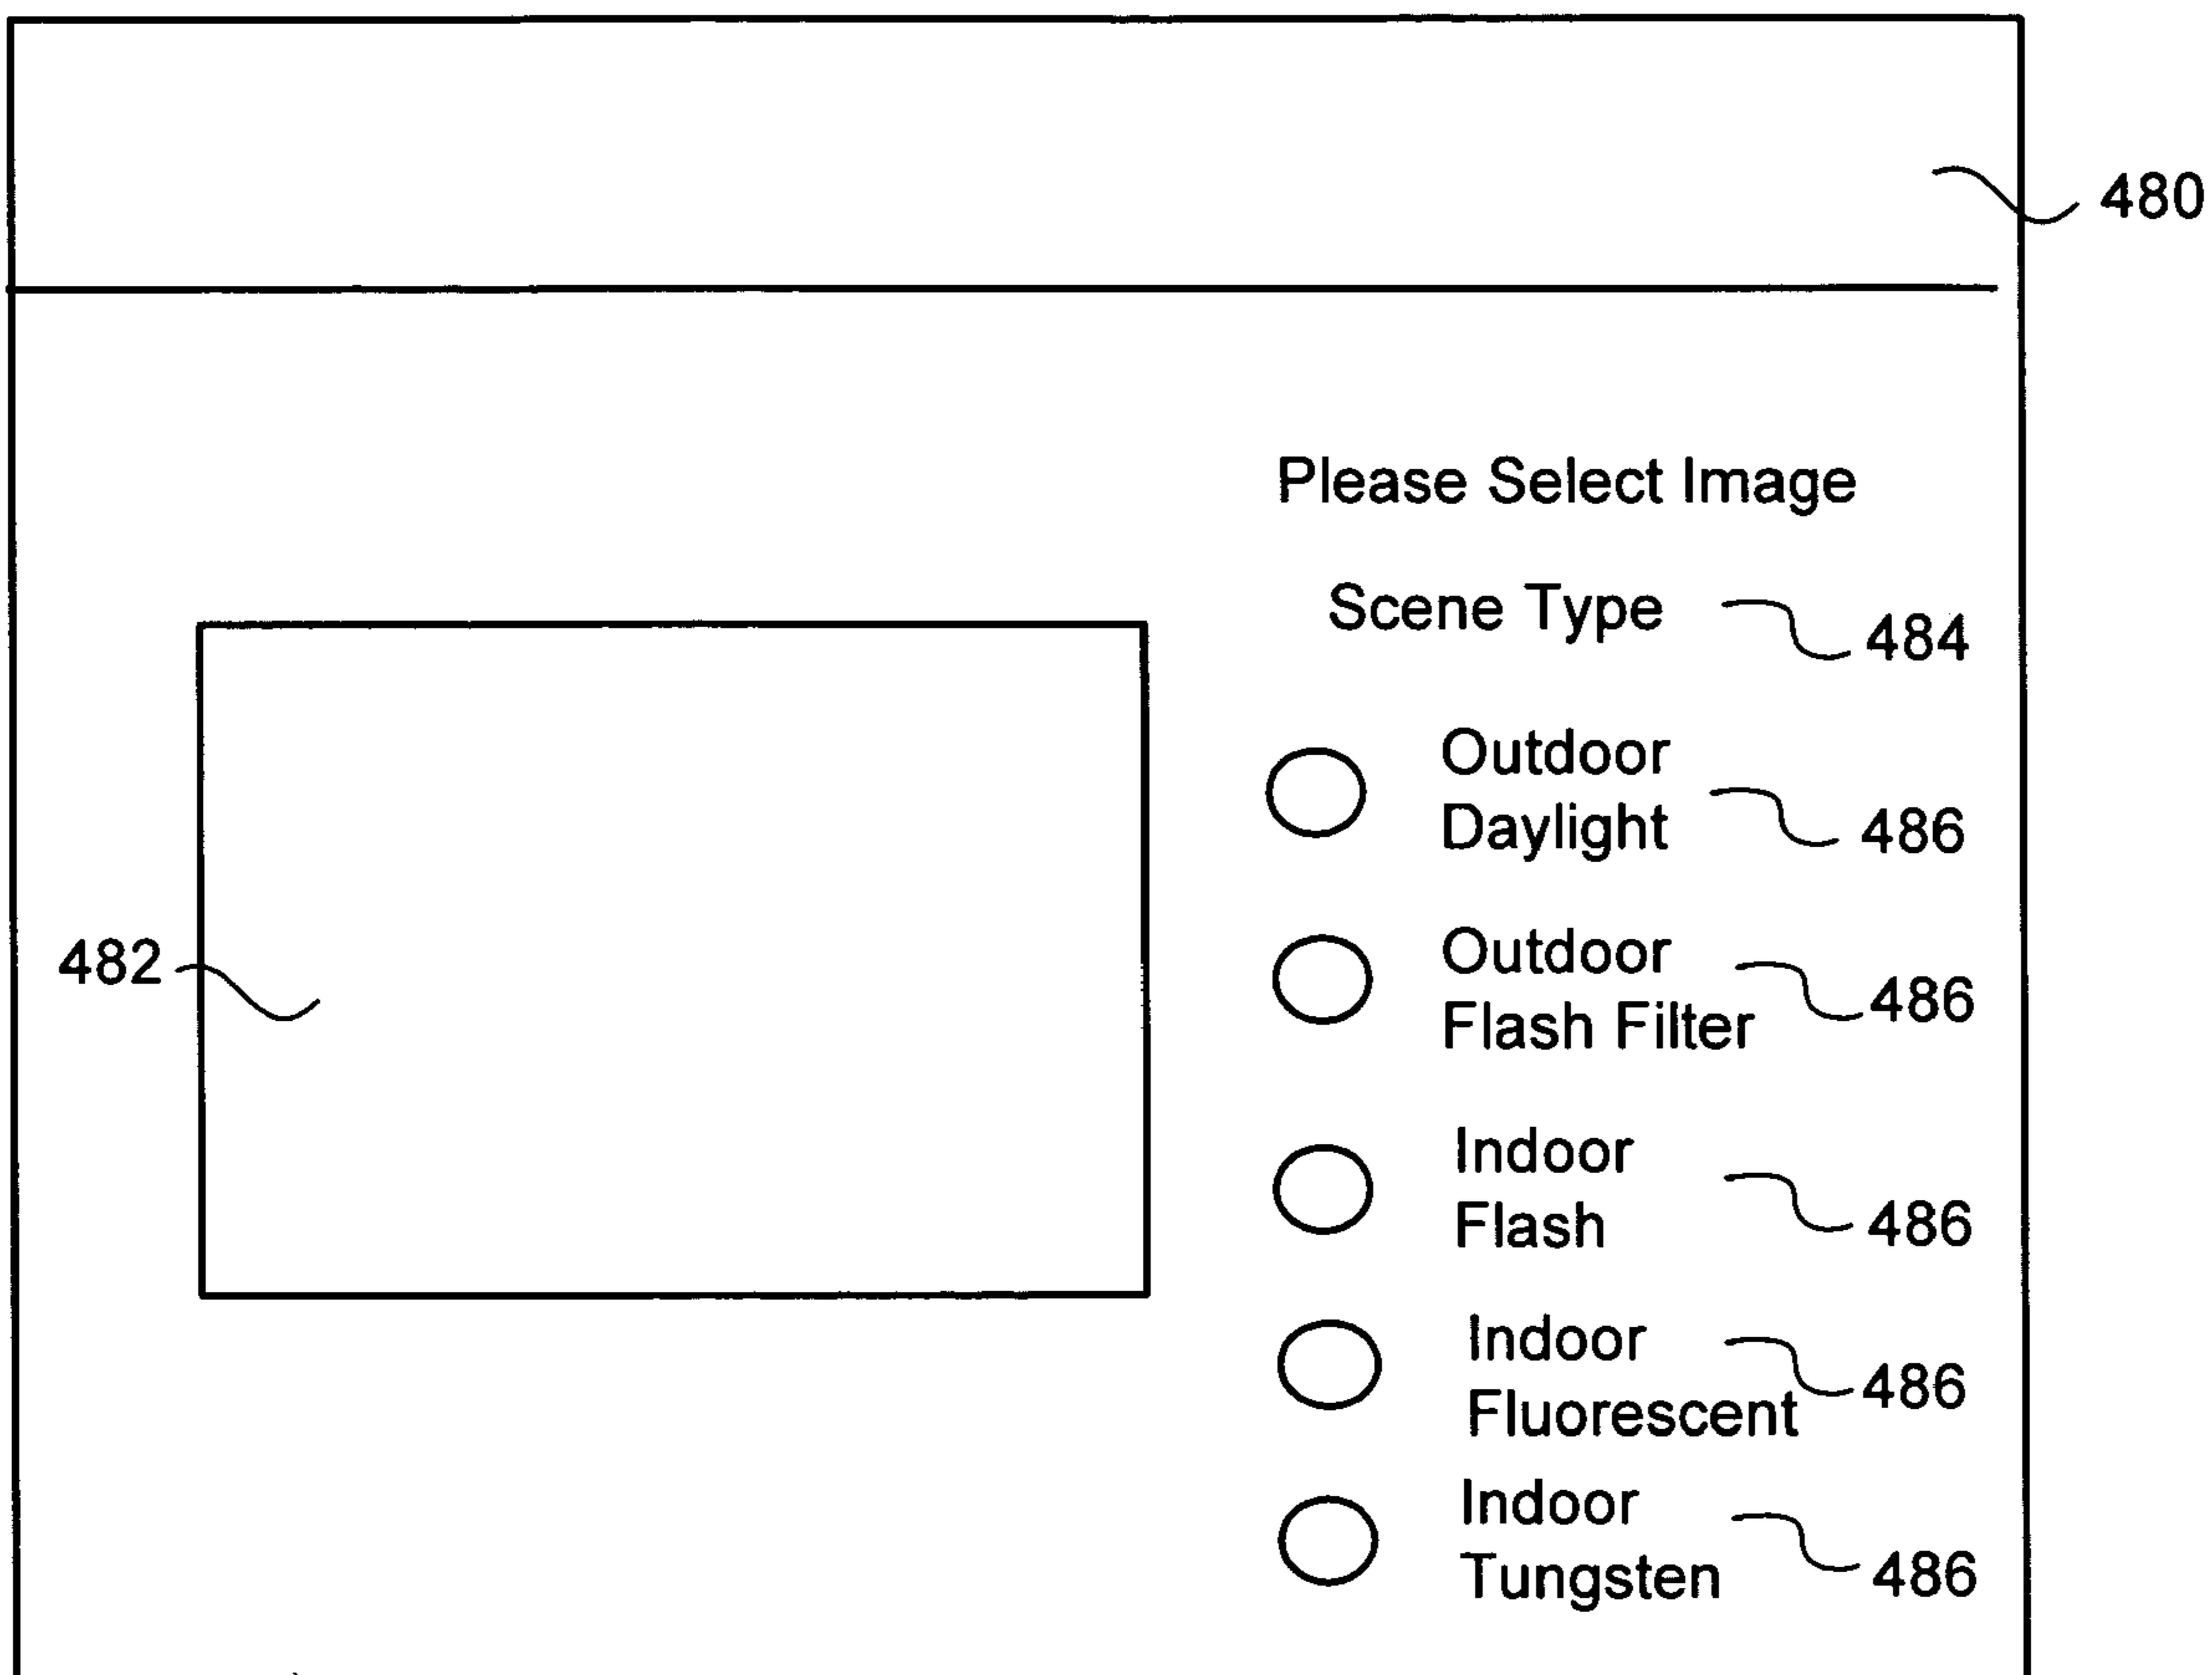 480
Please Select Image
Scene Type 484
Outdoor
Daylight 486
482
Outdoor
Flash Filter 486
Indoor
Flash 486
Indoor
Fluorescent 486
Indoor
Tungsten 486